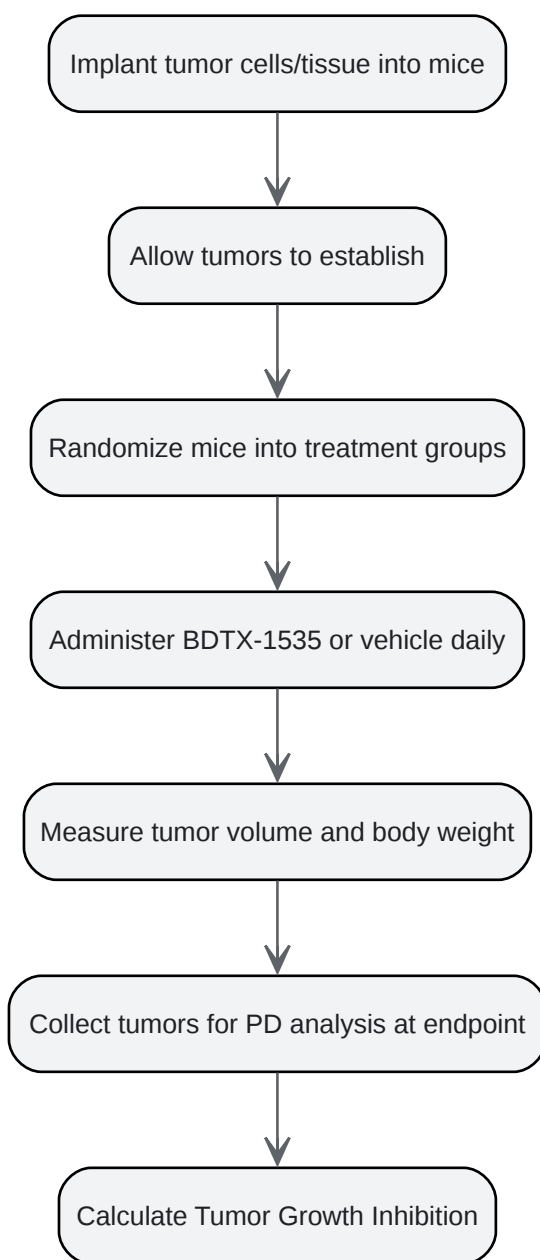 Implant tumor cells/tissue into mice
Allow tumors to establish
Randomize mice into treatment groups
Administer BDTX-1535 or vehicle daily
Measure tumor volume and body weight
Collect tumors for PD analysis at endpoint
Calculate Tumor Growth Inhibition